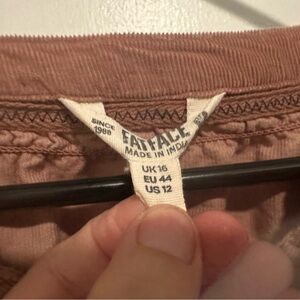 SINCE
1988
FATFACE
MADE IN INDIA
UK 16
EU 44
US 12